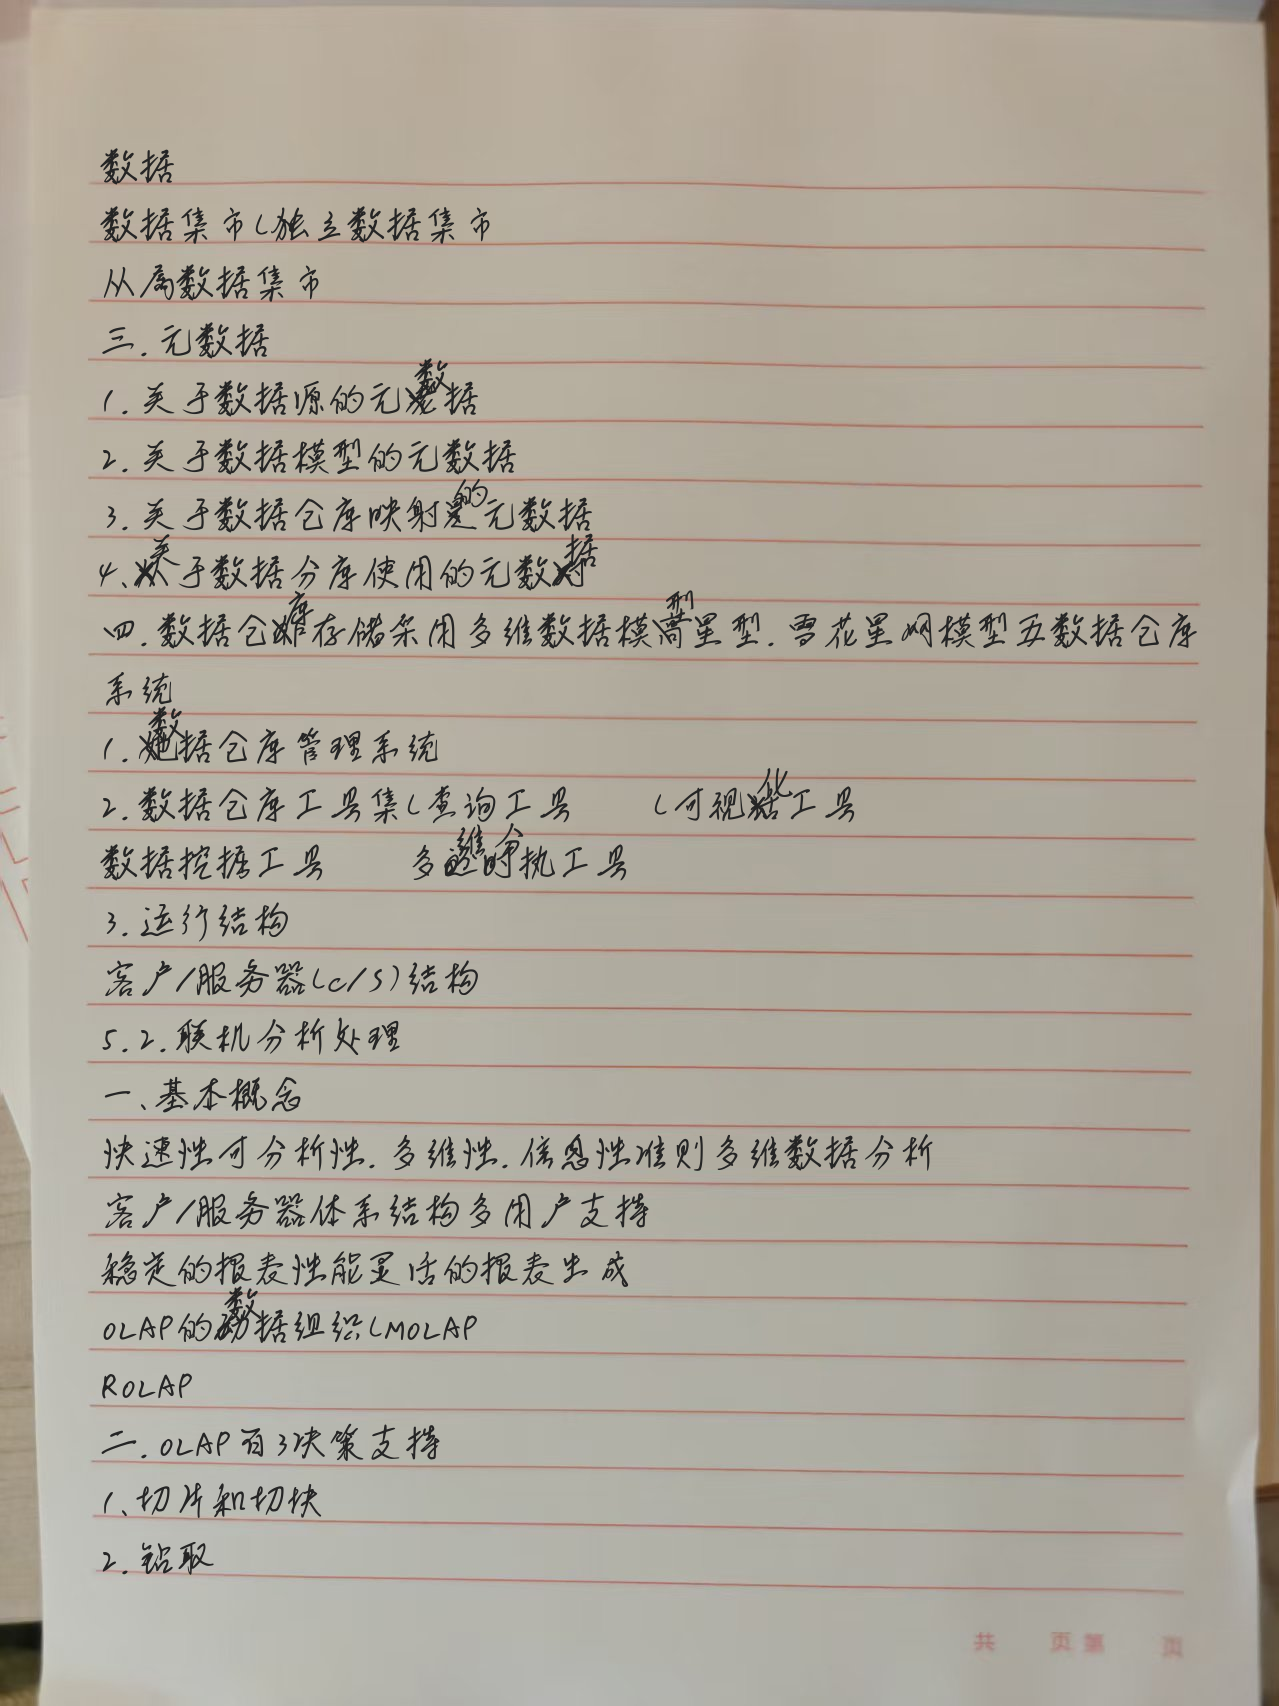 数据
数据集市(独立数据集市
从属数据集市
三.元数据
1.关于数据源的元数据
2.关于数据模型的元数据
3.关于数据仓库映射的元数据
4、关于数据分库使用的元数据
四.数据仓库存储采用多维数据模型星型.雪花星网模型五数据仓库
系统
1.数据仓库管理系统
2.数据仓库工具集(查询工具 (可视化工具
数据挖掘工具 多维分执工具
3.运行结构
客户/服务器(c/s)结构
5.2.联机分析处理
一、基本概念
快速性可分析性.多维性.信息性准则多维数据分析
客户/服务器体系结构多用户支持
稳定的报表性能灵活的报表生成
OLAP的数据组织(MOLAP
ROLAP
二.OLAP百3决策支持
1、切片和切块
2.钻取
共 页 第 页